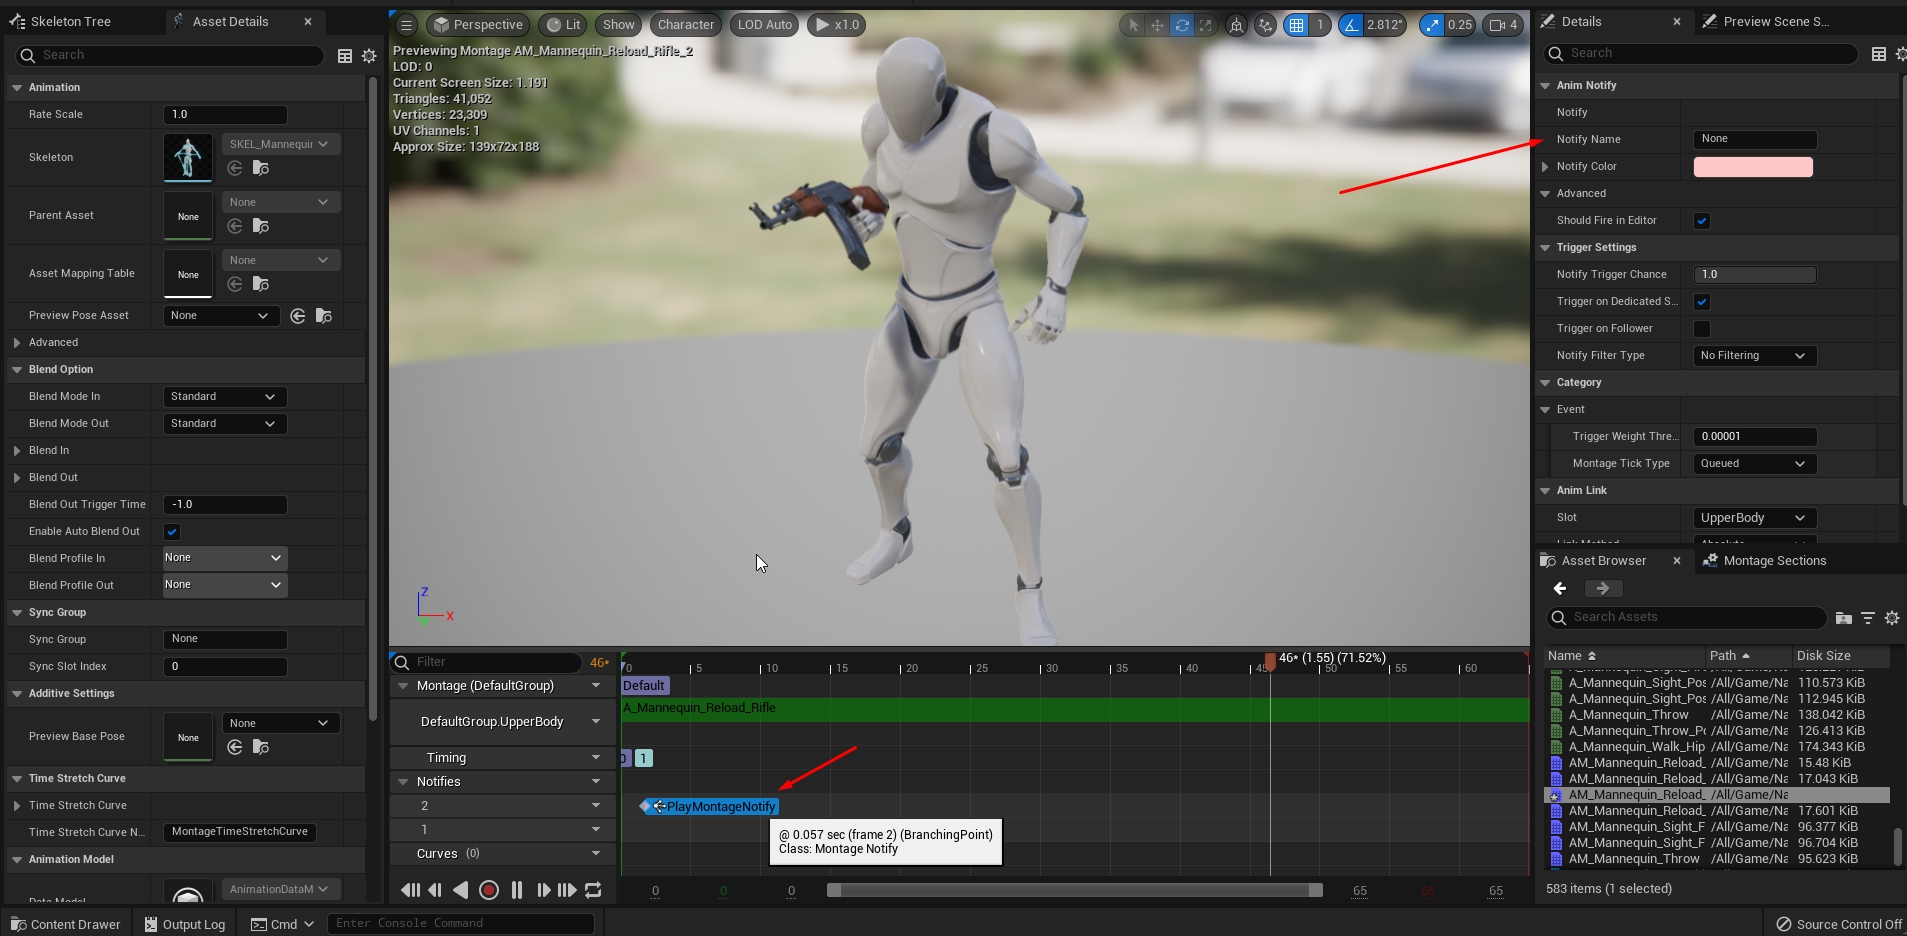 Skeleton Tree
Asset Details
Search
Animation
Rate Scale 1.0
Skeleton SKEL_Mannequir
Parent Asset None None
Asset Mapping Table None None
Preview Pose Asset None
Advanced
Blend Option
Blend Mode In Standard
Blend Mode Out Standard
Blend In
Blend Out
Blend Out Trigger Time -1.0
Enable Auto Blend Out
Blend Profile In None
Blend Profile Out None
Sync Group
Sync Group None
Sync Slot Index 0
Additive Settings
Preview Base Pose None None
Time Stretch Curve
Time Stretch Curve
Time Stretch Curve N... MontageTimeStretchCurve
Animation Model
AnimationDataM
Perspective Lit Show Character LOD Auto x1.0 1 2.812° 0.25 4
Previewing Montage AM_Mannequin_Reload_Rifle_2
LOD: 0
Current Screen Size: 1.191
Triangles: 41,052
Vertices: 23,309
UV Channels: 1
Approx Size: 139x72x188
Z
X
Filter 46*
0 5 10 15 20 25 30 35 40 45 50 55 60
46* (1.55) (71.52%)
Montage (DefaultGroup) Default
DefaultGroup.UpperBody A_Mannequin_Reload_Rifle
Timing 0 1
Notifies
2 PlayMontageNotify
1
@ 0.057 sec (frame 2) (BranchingPoint)
Class: Montage Notify
Curves (0)
0 0 0 65 65 65
Details
Preview Scene S...
Search
Anim Notify
Notify
Notify Name None
Notify Color
Advanced
Should Fire in Editor
Trigger Settings
Notify Trigger Chance 1.0
Trigger on Dedicated S...
Trigger on Follower
Notify Filter Type No Filtering
Category
Event
Trigger Weight Thre... 0.00001
Montage Tick Type Queued
Anim Link
Slot UpperBody
Asset Browser
Montage Sections
Search Assets
Name Path Disk Size
A_Mannequin_Sight_Pos /All/Game/Na 110.573 KiB
A_Mannequin_Sight_Pos /All/Game/Na 112.945 KiB
A_Mannequin_Throw /All/Game/Na 138.042 KiB
A_Mannequin_Throw_Po /All/Game/Na 126.413 KiB
A_Mannequin_Walk_Hip /All/Game/Na 174.343 KiB
AM_Mannequin_Reload_ /All/Game/Na 15.48 KiB
AM_Mannequin_Reload_ /All/Game/Na 17.043 KiB
AM_Mannequin_Reload_ /All/Game/Na
AM_Mannequin_Reload_ /All/Game/Na 17.601 KiB
AM_Mannequin_Sight_F /All/Game/Na 96.377 KiB
AM_Mannequin_Sight_F /All/Game/Na 96.704 KiB
AM_Mannequin_Throw /All/Game/Na 95.623 KiB
583 items (1 selected)
Content Drawer Output Log Cmd Enter Console Command Source Control Off